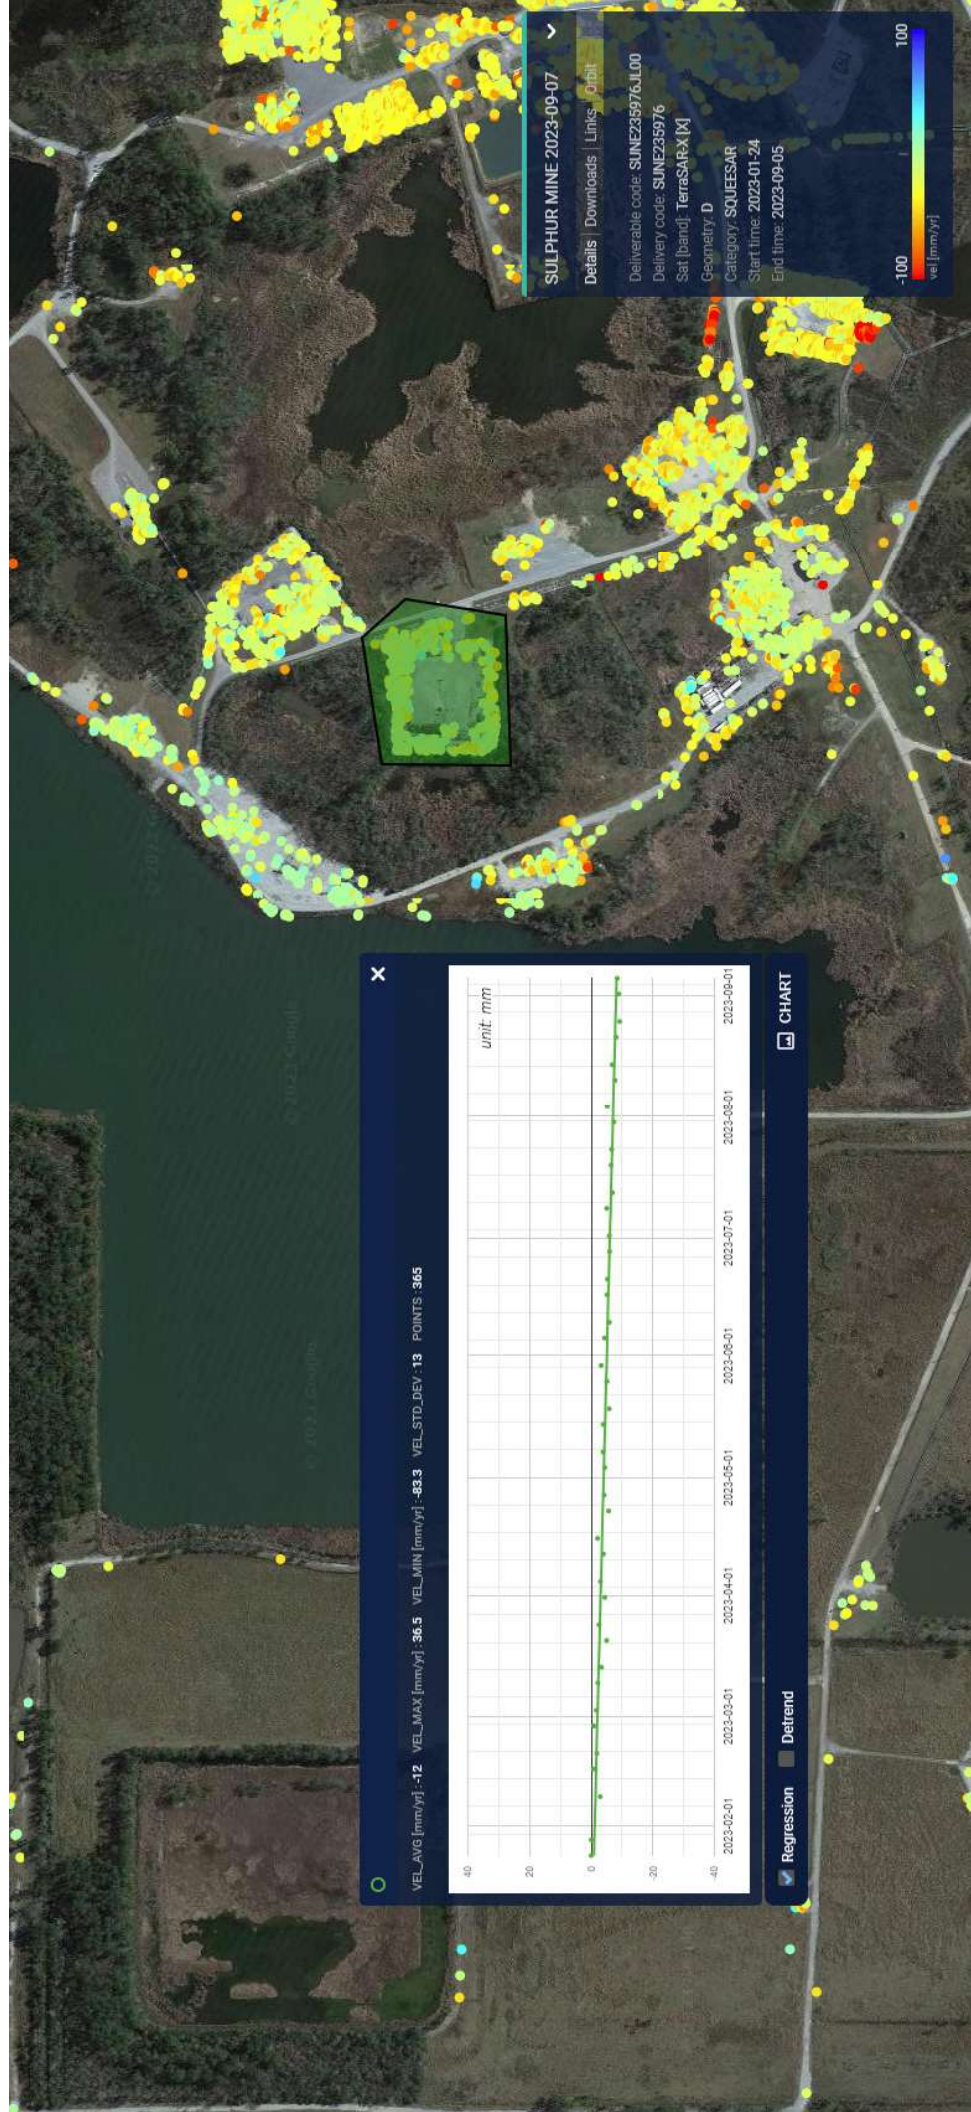 SULPHUR MINE 2023-09-07
Details | Downloads | Links | Orbit
Deliverable code: SUNE235976JL00
Delivery code: SUNE235976
Sat [band]: TerraSAR-X [X]
Geometry: D
Category: SQUEESAR
Start time: 2023-01-24
End time: 2023-09-05
-100
100
vel [mm/yr]
VEL_AVG [mm/yr] : -12 VEL_MAX [mm/yr] : 36.5 VEL_MIN [mm/yr] : -83.3 VEL_STD_DEV : 13 POINTS : 365
unit: mm
40
20
0
-20
-40
2023-02-01
2023-03-01
2023-04-01
2023-05-01
2023-06-01
2023-07-01
2023-08-01
2023-09-01
Regression
Detrend
CHART